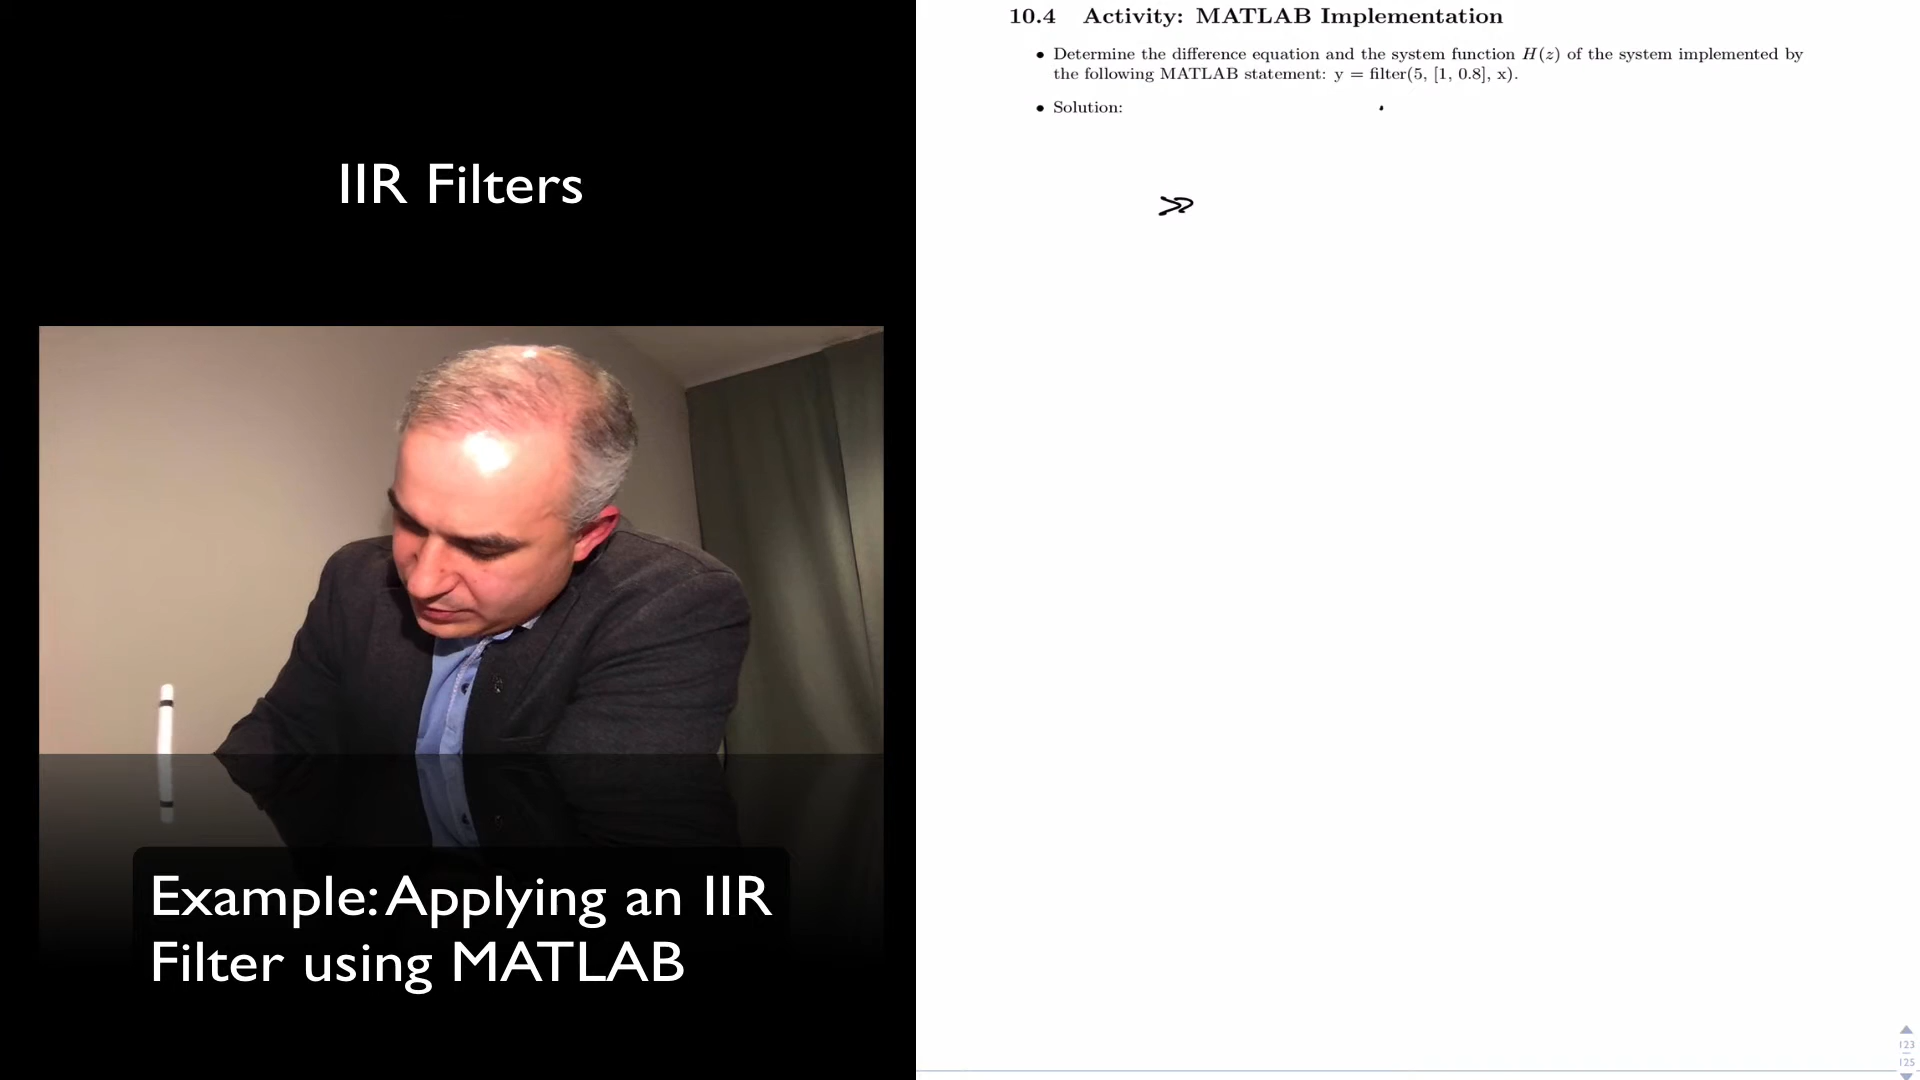 IIR Filters
Example: Applying an IIR
Filter using MATLAB
10.4 Activity: MATLAB Implementation
• Determine the difference equation and the system function H(z) of the system implemented by
the following MATLAB statement: y = filter(5, [1, 0.8], x).
• Solution:
>>
123
125